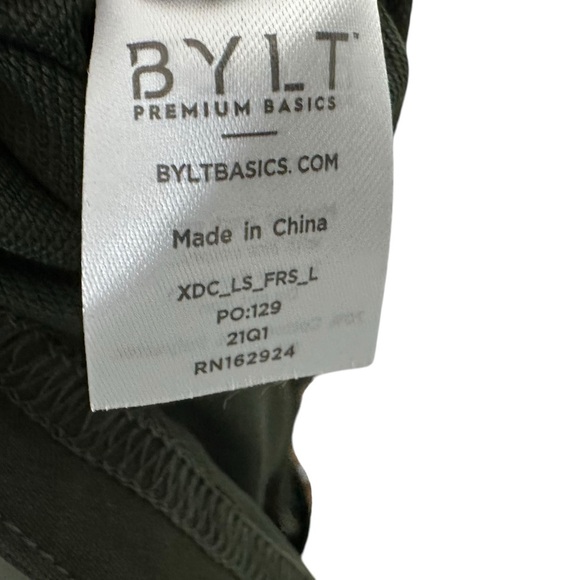 BYLT
PREMIUM BASICS
BYLTBASICS.COM
Made in China
XDC_LS_FRS_L
PO:129
21Q1
RN162924